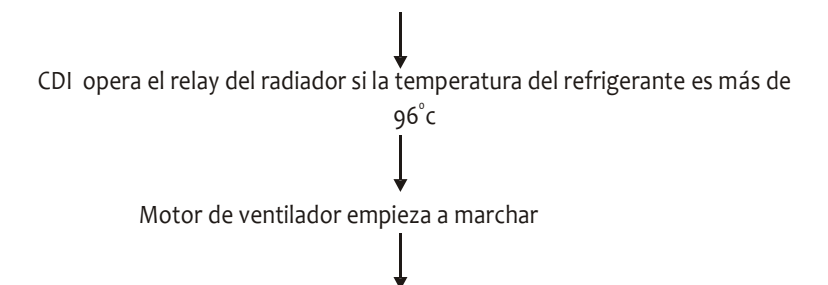 CDI opera el relay del radiador si la temperatura del refrigerante es más de
96°c
Motor de ventilador empieza a marchar